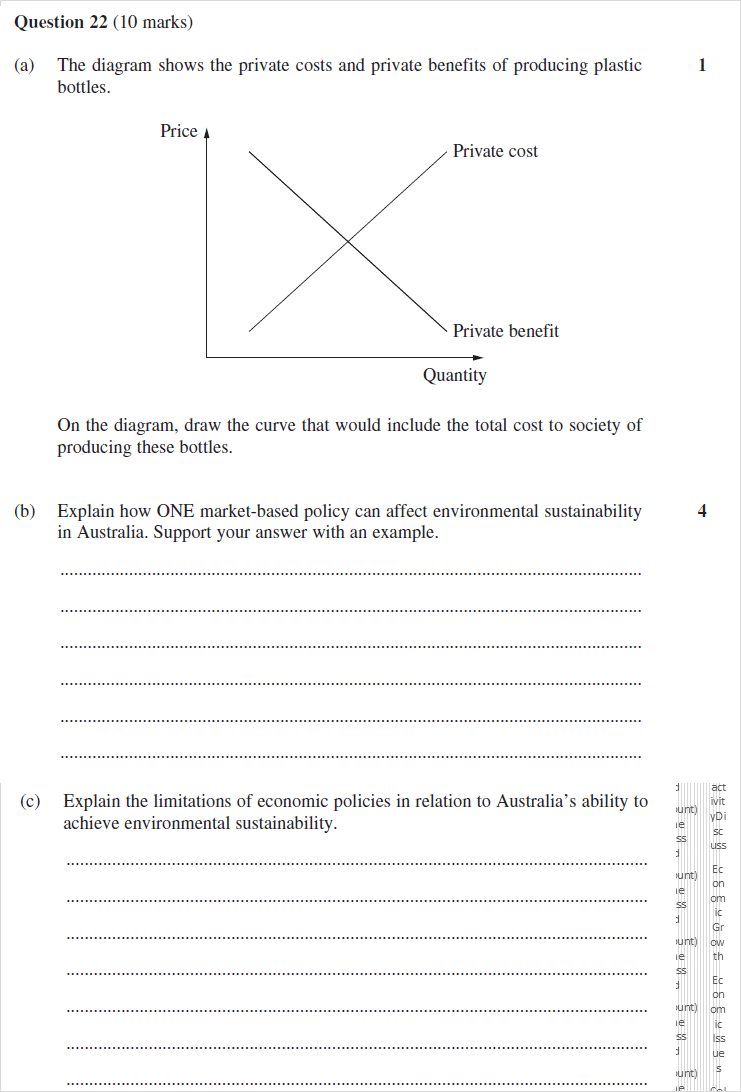 Question 22 (10 marks)
(a) The diagram shows the private costs and private benefits of producing plastic 1
bottles.
Price
Private cost
Private benefit
Quantity
On the diagram, draw the curve that would include the total cost to society of
producing these bottles.
(b) Explain how ONE market-based policy can affect environmental sustainability 4
in Australia. Support your answer with an example.
(c) Explain the limitations of economic policies in relation to Australia's ability to
achieve environmental sustainability.
act
ivit
yDi
sc
uss
Ec
on
om
ic
Gr
ow
th
Ec
on
om
ic
Iss
ue
s